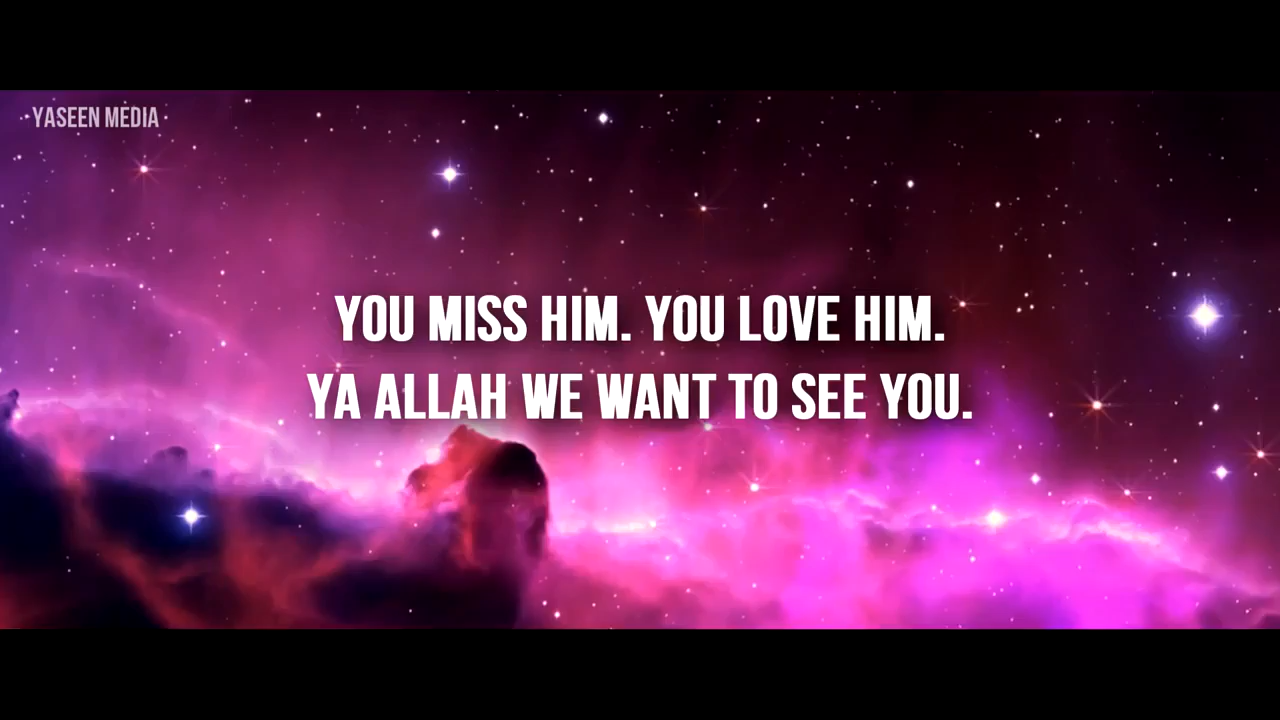 YASEEN MEDIA
YOU MISS HIM. YOU LOVE HIM.
YA ALLAH WE WANT TO SEE YOU.